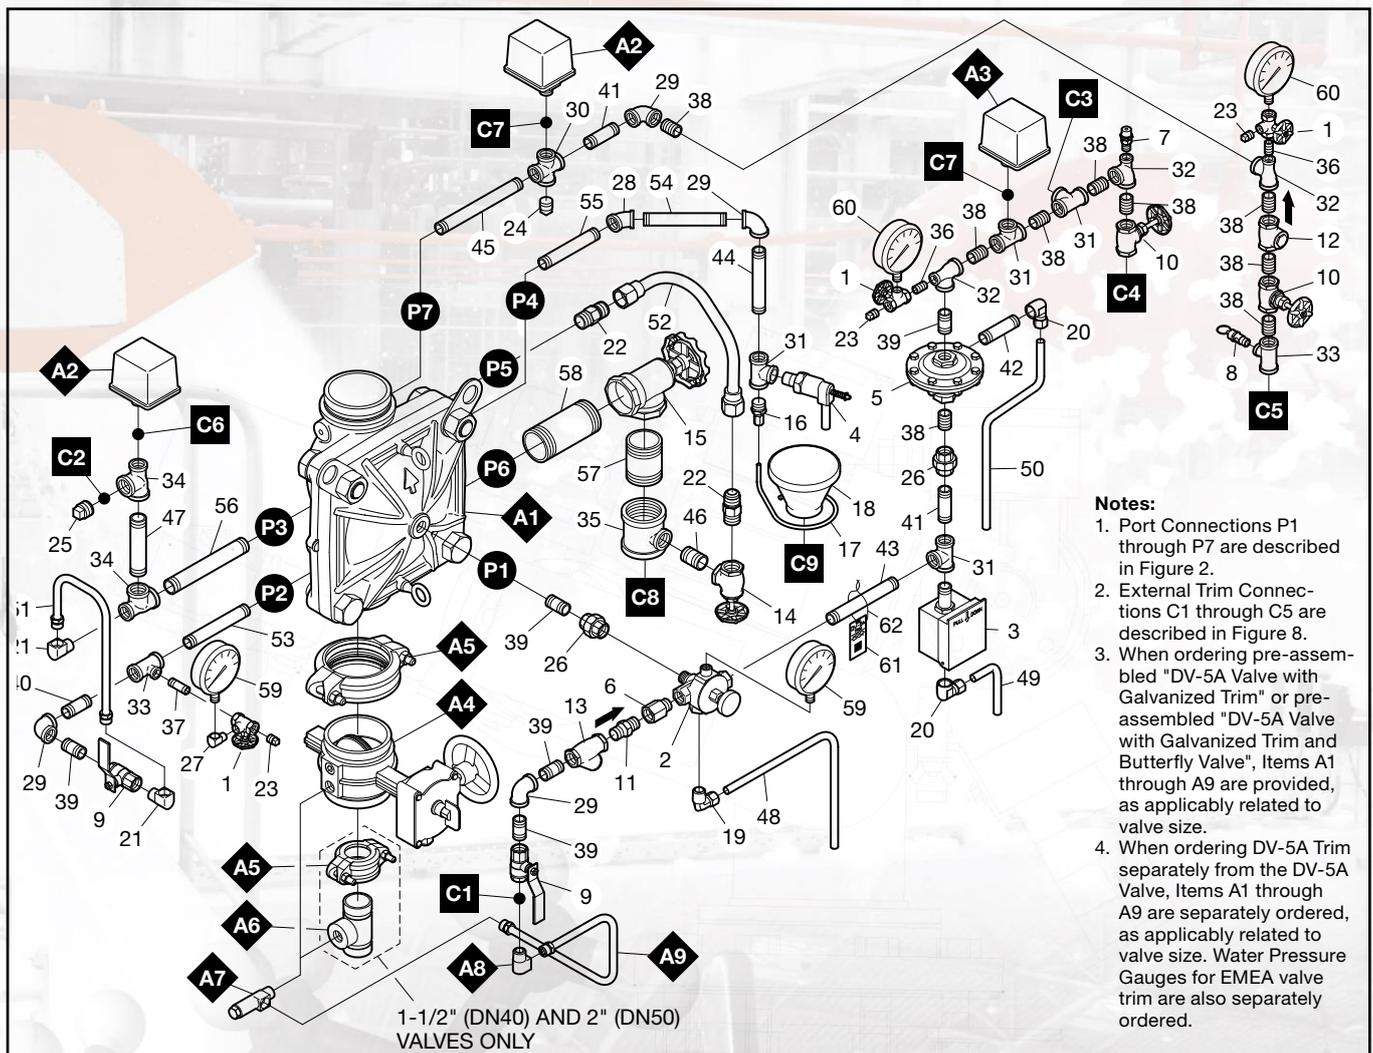 A2
29
41
38
30
C7
A3
C3
60
23
1
36
7
38
32
C7
32
38
12
38
10
C4
38
10
33
8
C5
28
54
29
55
24
45
60
38
36
31
38
31
1
32
23
44
P7
P4
52
22
P5
39
42
20
5
A2
58
31
C6
C2
15
16
4
38
34
P6
57
26
50
25
47
56
22
18
P3
A1
35
46
41
34
17
43
C9
31
P2
P1
C8
14
51
39
62
3
21
53
26
61
A5
49
40
59
6
59
33
37
A4
13
20
39
2
29
27
1
23
11
39
9
29
19
48
21
39
A5
C1
9
A6
A7
A8
A9
1-1/2" (DN40) AND 2" (DN50)
VALVES ONLY
PULL
Notes:
1. Port Connections P1
through P7 are described
in Figure 2.
2. External Trim Connec-
tions C1 through C5 are
described in Figure 8.
3. When ordering pre-assem-
bled "DV-5A Valve with
Galvanized Trim" or pre-
assembled "DV-5A Valve
with Galvanized Trim and
Butterfly Valve", Items A1
through A9 are provided,
as applicably related to
valve size.
4. When ordering DV-5A Trim
separately from the DV-5A
Valve, Items A1 through
A9 are separately ordered,
as applicably related to
valve size. Water Pressure
Gauges for EMEA valve
trim are also separately
ordered.